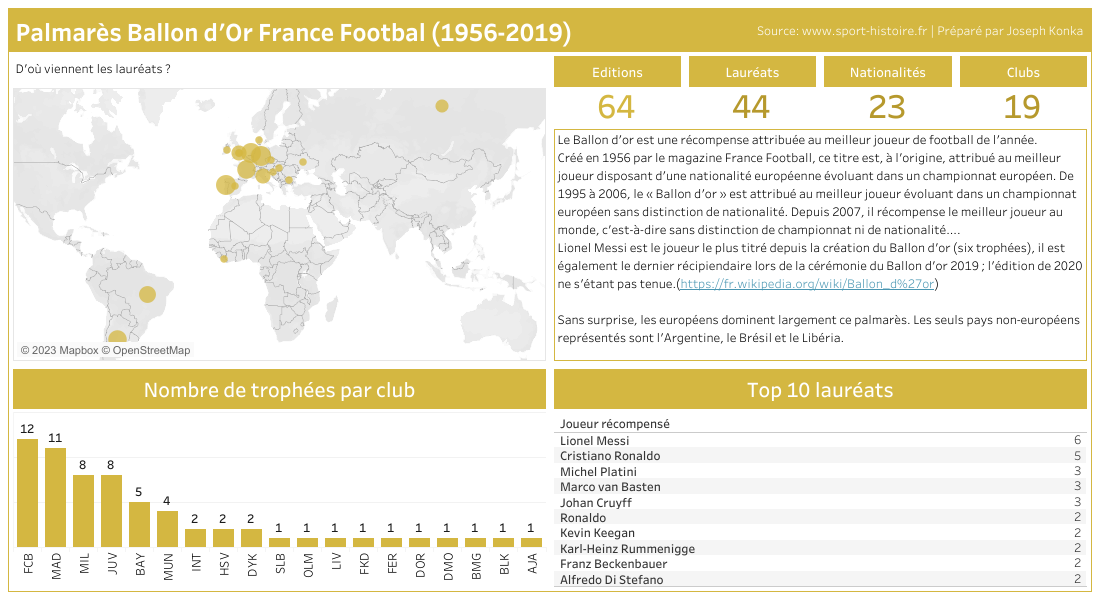 Palmarès Ballon d'Or France Footbal (1956-2019)
Source: www.sport-histoire.fr | Préparé par Joseph Konka
D'où viennent les lauréats ?
© 2023 Mapbox © OpenStreetMap
Editions
Lauréats
Nationalités
Clubs
64
44
23
19
Le Ballon d'or est une récompense attribuée au meilleur joueur de football de l'année.
Créé en 1956 par le magazine France Football, ce titre est, à l'origine, attribué au meilleur
joueur disposant d'une nationalité européenne évoluant dans un championnat européen. De
1995 à 2006, le « Ballon d'or » est attribué au meilleur joueur évoluant dans un championnat
européen sans distinction de nationalité. Depuis 2007, il récompense le meilleur joueur au
monde, c'est-à-dire sans distinction de championnat ni de nationalité....
Lionel Messi est le joueur le plus titré depuis la création du Ballon d'or (six trophées), il est
également le dernier récipiendaire lors de la cérémonie du Ballon d'or 2019 ; l'édition de 2020
ne s'étant pas tenue.(https://fr.wikipedia.org/wiki/Ballon_d%27or)
Sans surprise, les européens dominent largement ce palmarès. Les seuls pays non-européens
représentés sont l'Argentine, le Brésil et le Libéria.
Nombre de trophées par club
12 11 8 8 5 4 2 2 2 1 1 1 1 1 1 1 1 1 1
FCB MAD MIL JUV BAY MUN INT HSV DYK SLB OLM LIV FKD FER DOR DMO BMG BLK AJA
Top 10 lauréats
Joueur récompensé
Lionel Messi 6
Cristiano Ronaldo 5
Michel Platini 3
Marco van Basten 3
Johan Cruyff 3
Ronaldo 2
Kevin Keegan 2
Karl-Heinz Rummenigge 2
Franz Beckenbauer 2
Alfredo Di Stefano 2